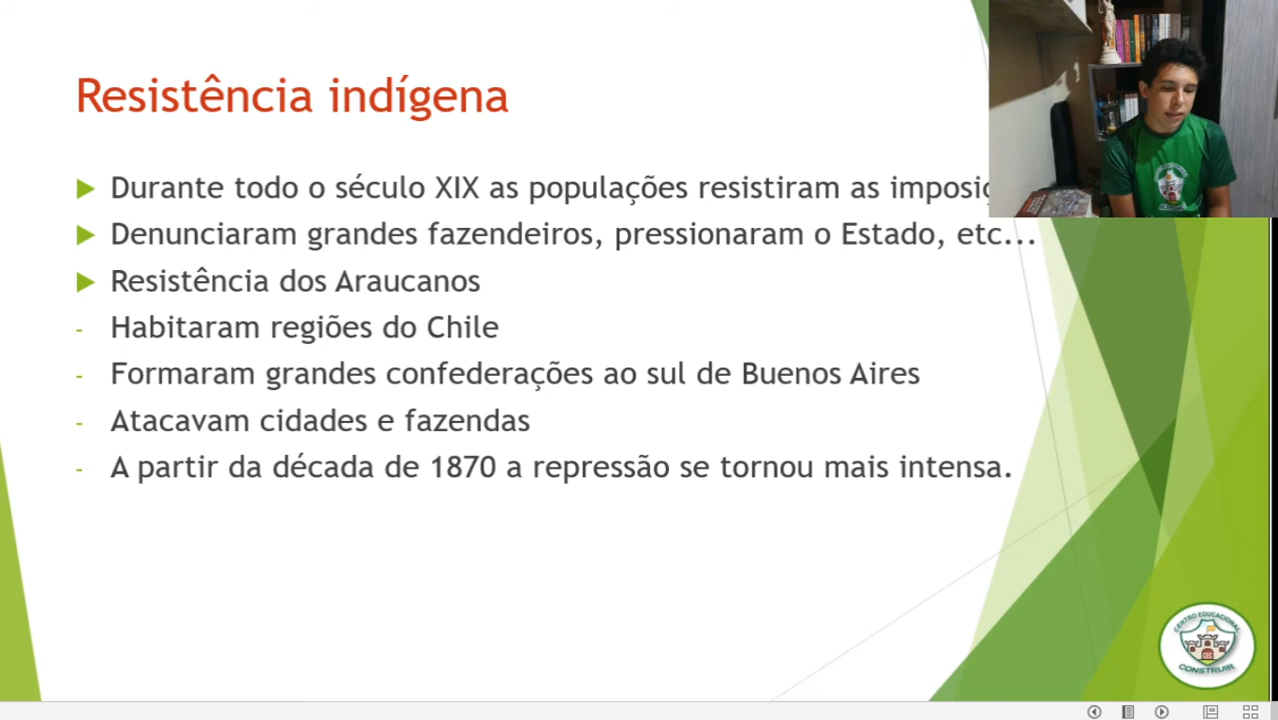 Resistência indígena
Durante todo o século XIX as populações resistiram as
Denunciaram grandes fazendeiros, pressionaram o Estado, etc...
Resistência dos Araucanos
- Habitaram regiões do Chile
- Formaram grandes confederações ao sul de Buenos Aires
- Atacavam cidades e fazendas
- A partir da década de 1870 a repressão se tornou mais intensa.
CENTRO EDUCACIONAL
CEC
CONSTRUIR